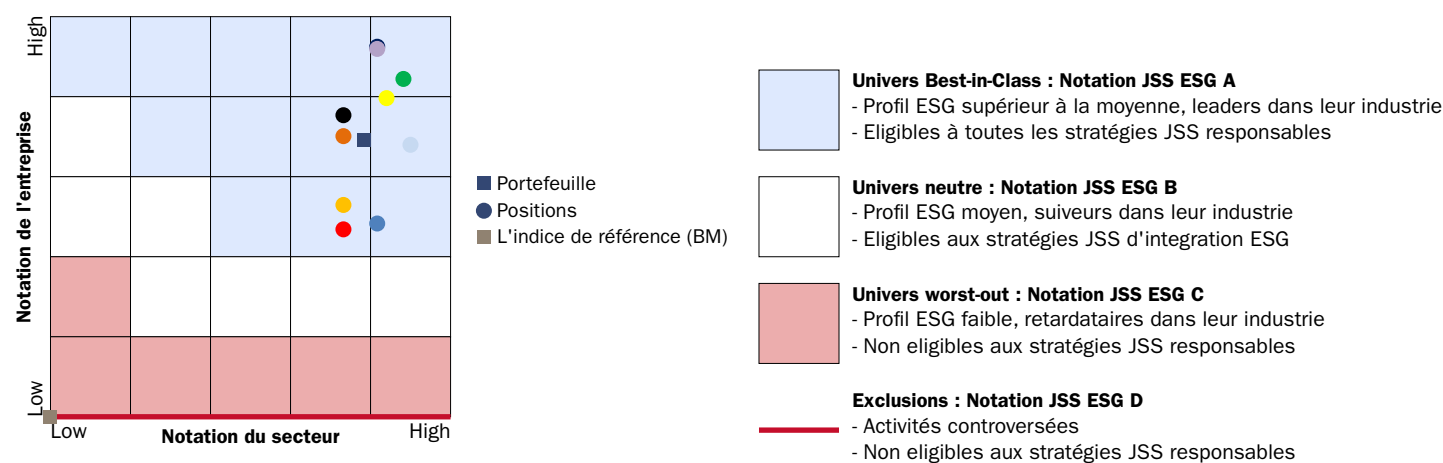 High
Notation de l'entreprise
Low
Low
Notation du secteur
High
Portefeuille
Positions
L'indice de référence (BM)
Univers Best-in-Class : Notation JSS ESG A
- Profil ESG supérieur à la moyenne, leaders dans leur industrie
- Eligibles à toutes les stratégies JSS responsables
Univers neutre : Notation JSS ESG B
- Profil ESG moyen, suiveurs dans leur industrie
- Eligibles aux stratégies JSS d'integration ESG
Univers worst-out : Notation JSS ESG C
- Profil ESG faible, retardataires dans leur industrie
- Non eligibles aux stratégies JSS responsables
Exclusions : Notation JSS ESG D
- Activités controversées
- Non eligibles aux stratégies JSS responsables